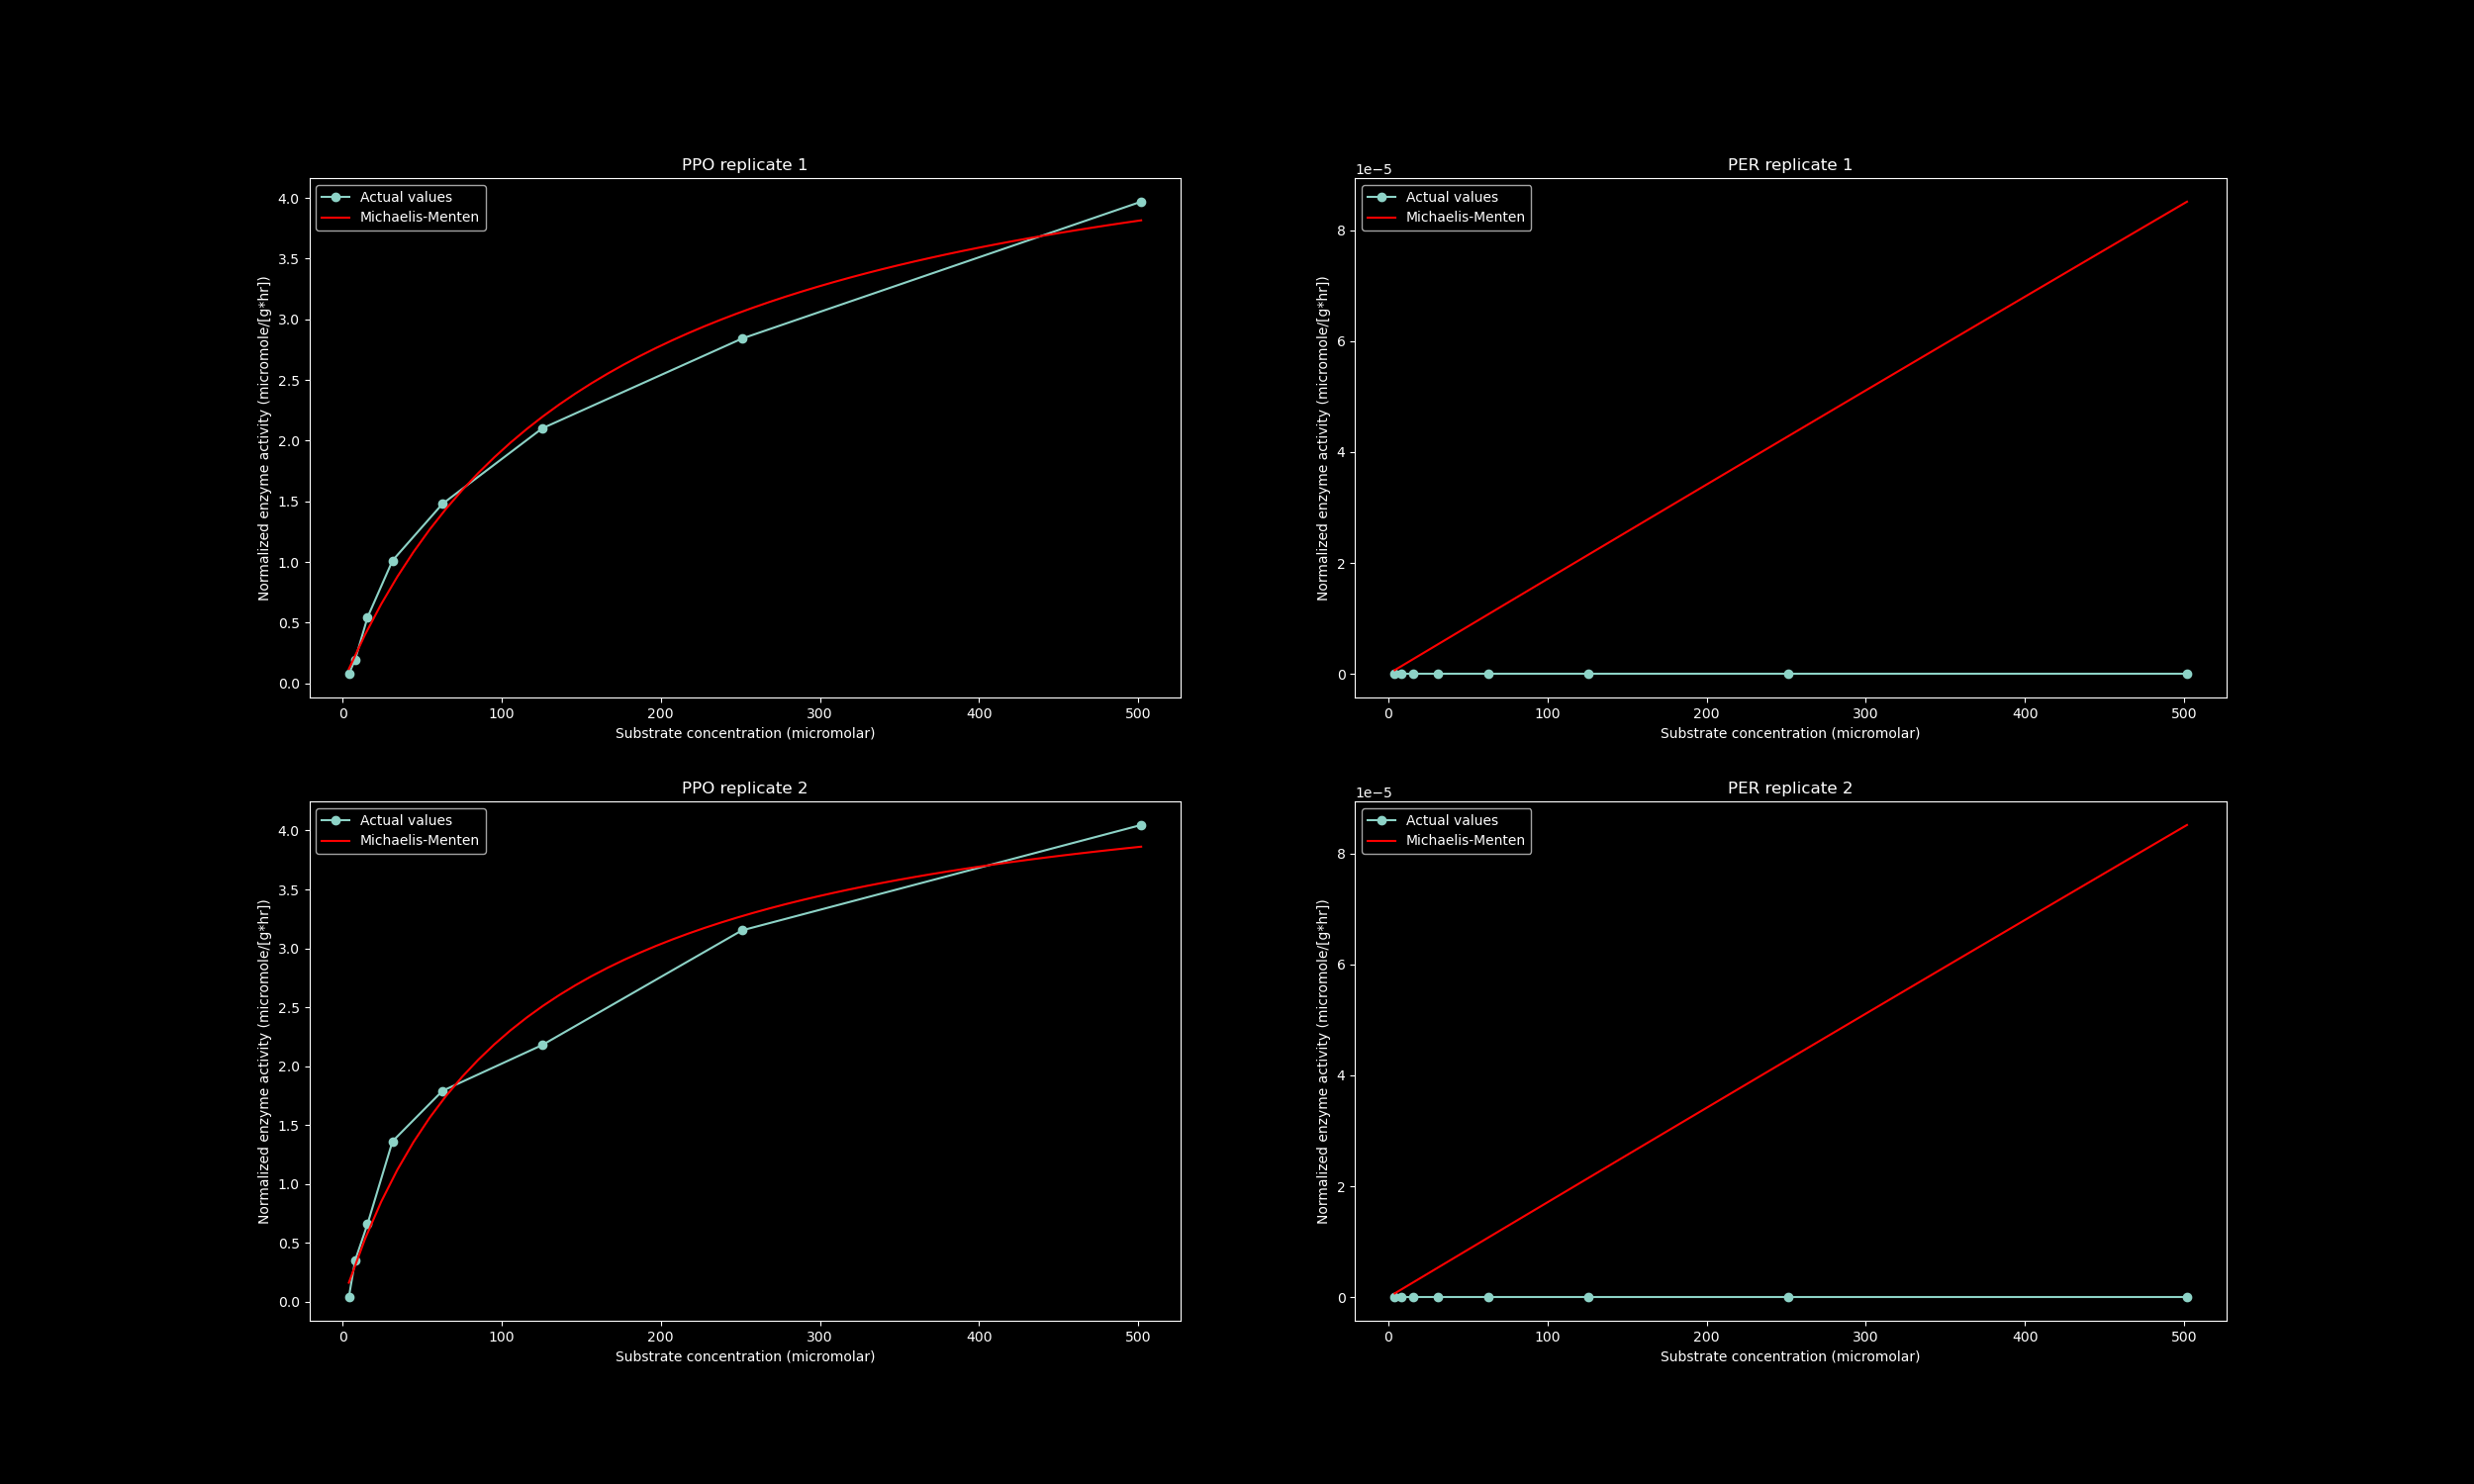 PPO replicate 1
Actual values
Michaelis-Menten
4.0
3.5
3.0
2.5
2.0
1.5
1.0
0.5
0.0
Normalized enzyme activity (micromole/[g*hr])
0 100 200 300 400 500
Substrate concentration (micromolar)
PER replicate 1
1e−5
Actual values
Michaelis-Menten
8
6
4
2
0
Normalized enzyme activity (micromole/[g*hr])
0 100 200 300 400 500
Substrate concentration (micromolar)
PPO replicate 2
Actual values
Michaelis-Menten
4.0
3.5
3.0
2.5
2.0
1.5
1.0
0.5
0.0
Normalized enzyme activity (micromole/[g*hr])
0 100 200 300 400 500
Substrate concentration (micromolar)
PER replicate 2
1e−5
Actual values
Michaelis-Menten
8
6
4
2
0
Normalized enzyme activity (micromole/[g*hr])
0 100 200 300 400 500
Substrate concentration (micromolar)